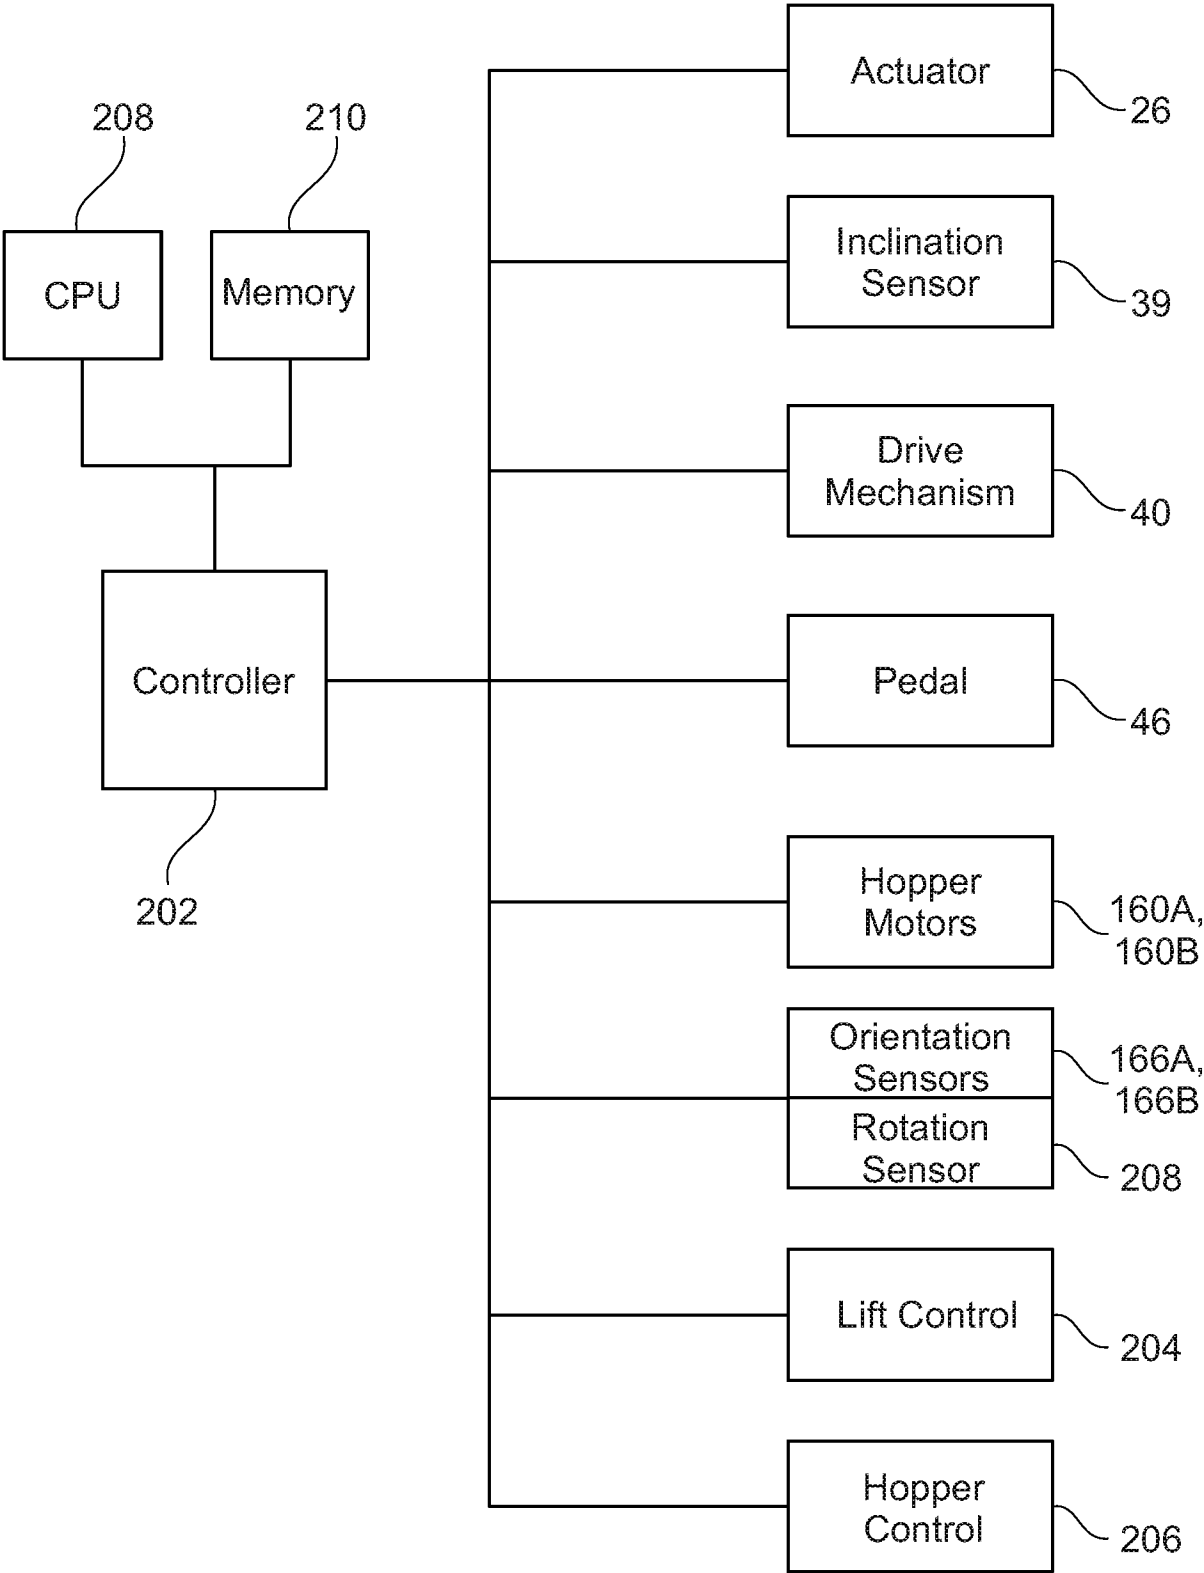 Actuator
26
208
210
CPU
Memory
Inclination
Sensor
39
Drive
Mechanism
40
Controller
202
Pedal
46
Hopper
Motors
160A,
160B
Orientation
Sensors
166A,
166B
Rotation
Sensor
208
Lift Control
204
Hopper
Control
206